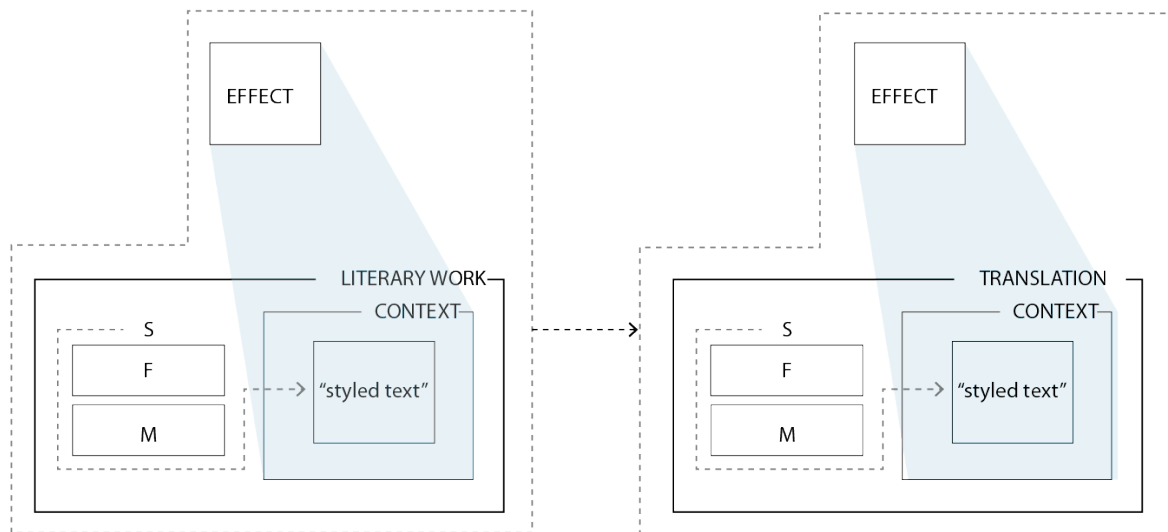 EFFECT
LITERARY WORK
CONTEXT
S
F
M
“styled text”
EFFECT
TRANSLATION
CONTEXT
S
F
M
“styled text”